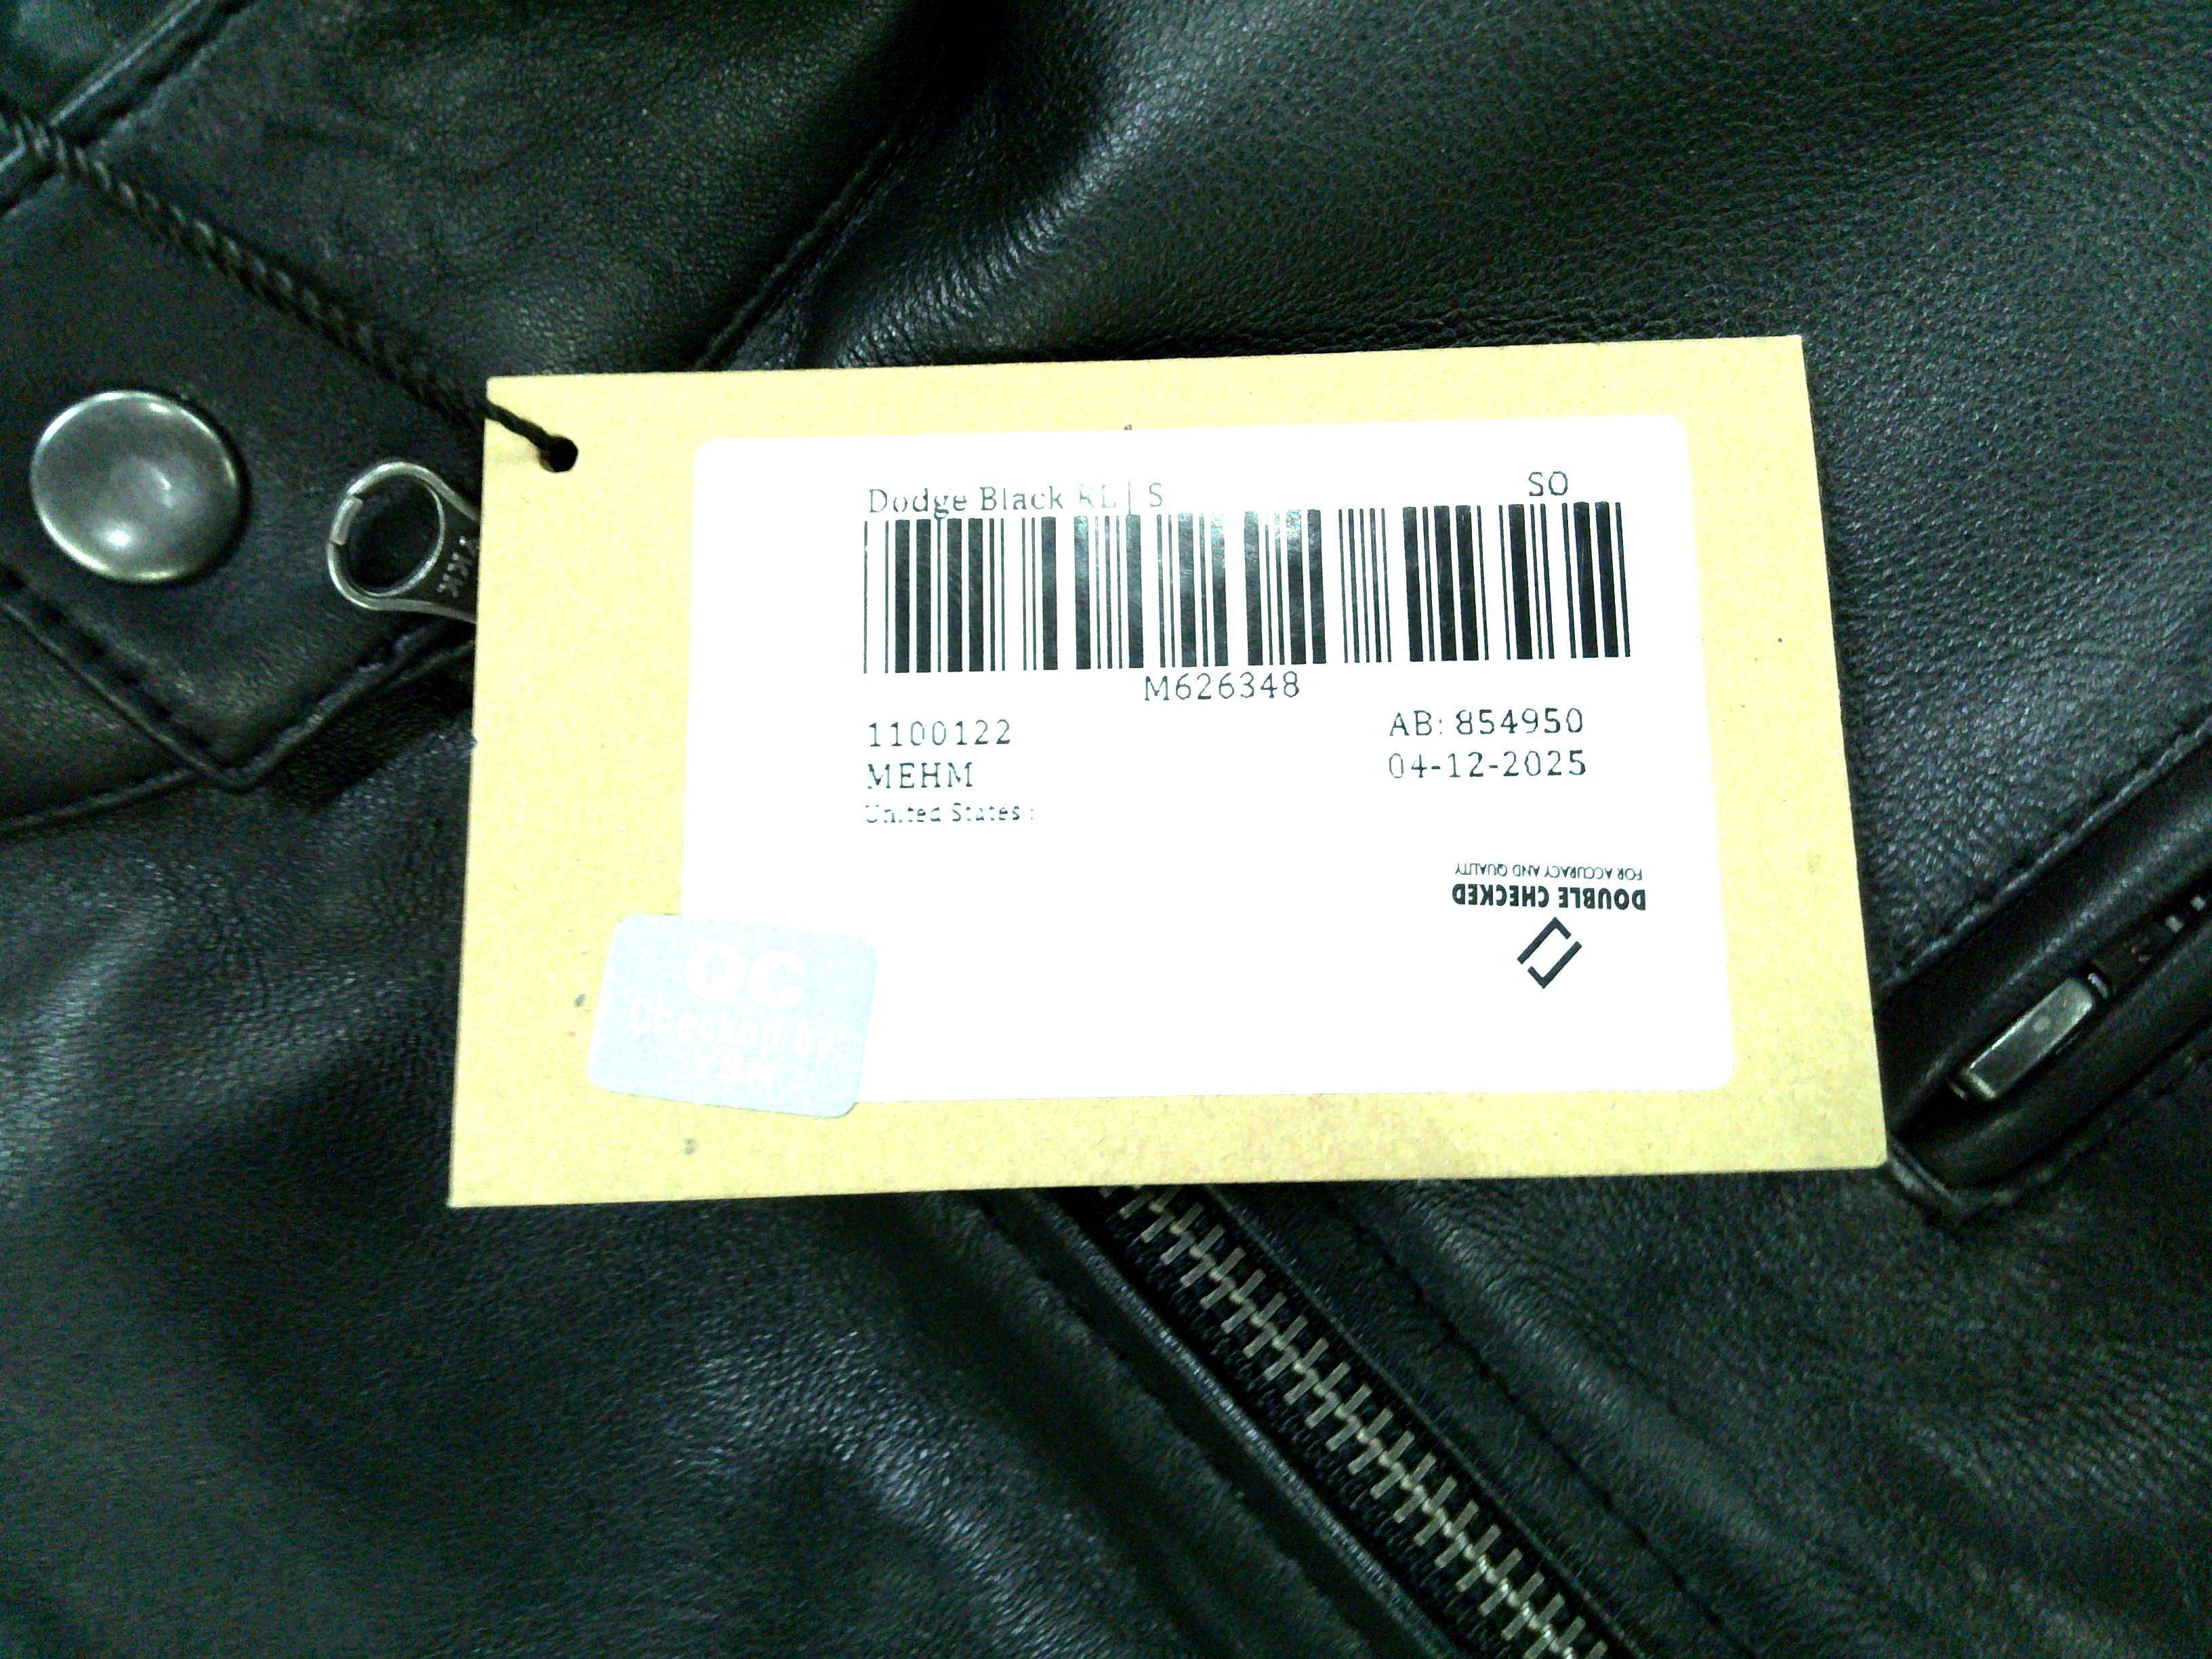 Dodge Black RL | S
SO
M626348
1100122
AB: 854950
MEHM
04-12-2025
United States :
DOUBLE CHECKED
FOR ACCURACY AND QUALITY
QC
Checked by
YSN
YKK